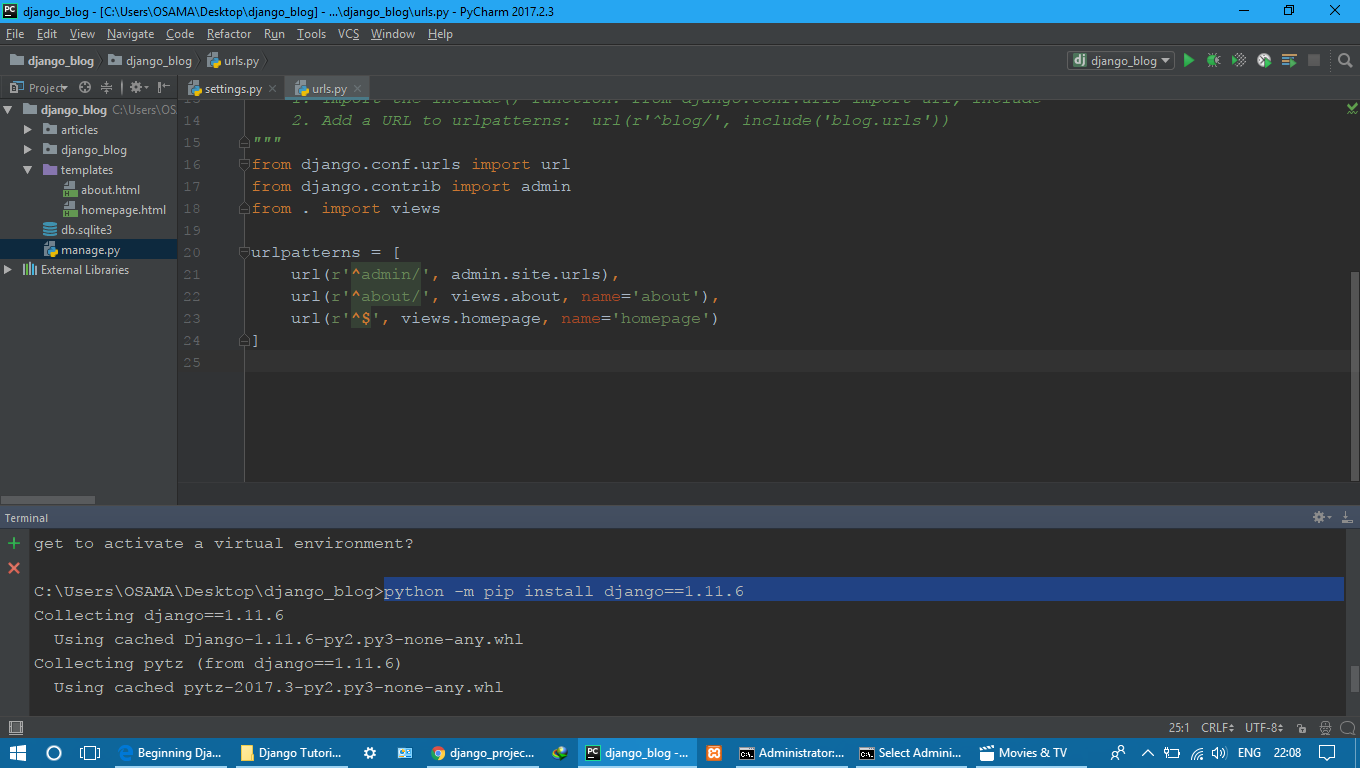 django_blog - [C:\Users\OSAMA\Desktop\django_blog] - ...\django_blog\urls.py - PyCharm 2017.2.3
File Edit View Navigate Code Refactor Run Tools VCS Window Help
django_blog django_blog urls.py django_blog
Project settings.py urls.py
django_blog C:\Users\OS
articles
django_blog
templates
about.html
homepage.html
db.sqlite3
manage.py
External Libraries
13 1. Import the include() function: from django.conf.urls import url, include
14 2. Add a URL to urlpatterns: url(r'^blog/', include('blog.urls'))
15 """
16 from django.conf.urls import url
17 from django.contrib import admin
18 from . import views
19
20 urlpatterns = [
21 url(r'^admin/', admin.site.urls),
22 url(r'^about/', views.about, name='about'),
23 url(r'^$', views.homepage, name='homepage')
24 ]
25
Terminal
get to activate a virtual environment?
C:\Users\OSAMA\Desktop\django_blog>python -m pip install django==1.11.6
Collecting django==1.11.6
Using cached Django-1.11.6-py2.py3-none-any.whl
Collecting pytz (from django==1.11.6)
Using cached pytz-2017.3-py2.py3-none-any.whl
25:1 CRLF UTF-8
Beginning Dja... Django Tutori... django_projec... django_blog -... Administrator:... Select Admini... Movies & TV ENG 22:08